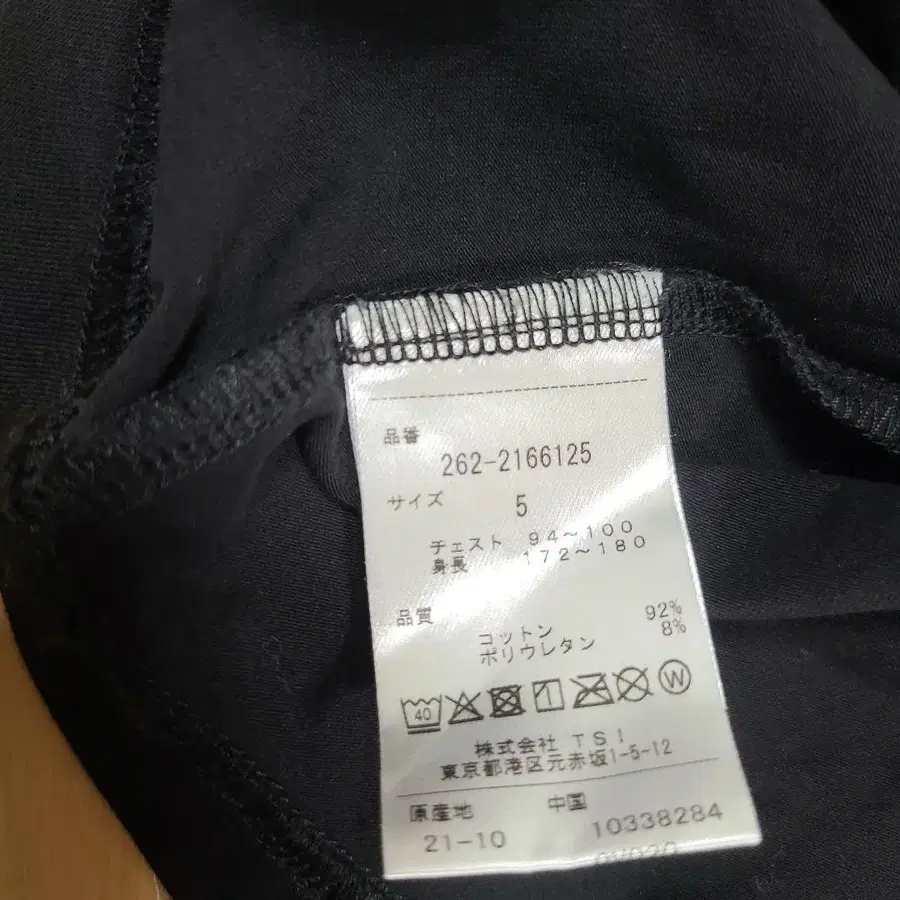 品番
262-2166125
サイズ 5
チェスト 94~100
身長 172~180
品質
コットン 92%
ポリウレタン 8%
40 W
株式会社 TSI
東京都港区元赤坂1-5-12
原産地 中国
21-10 10338284